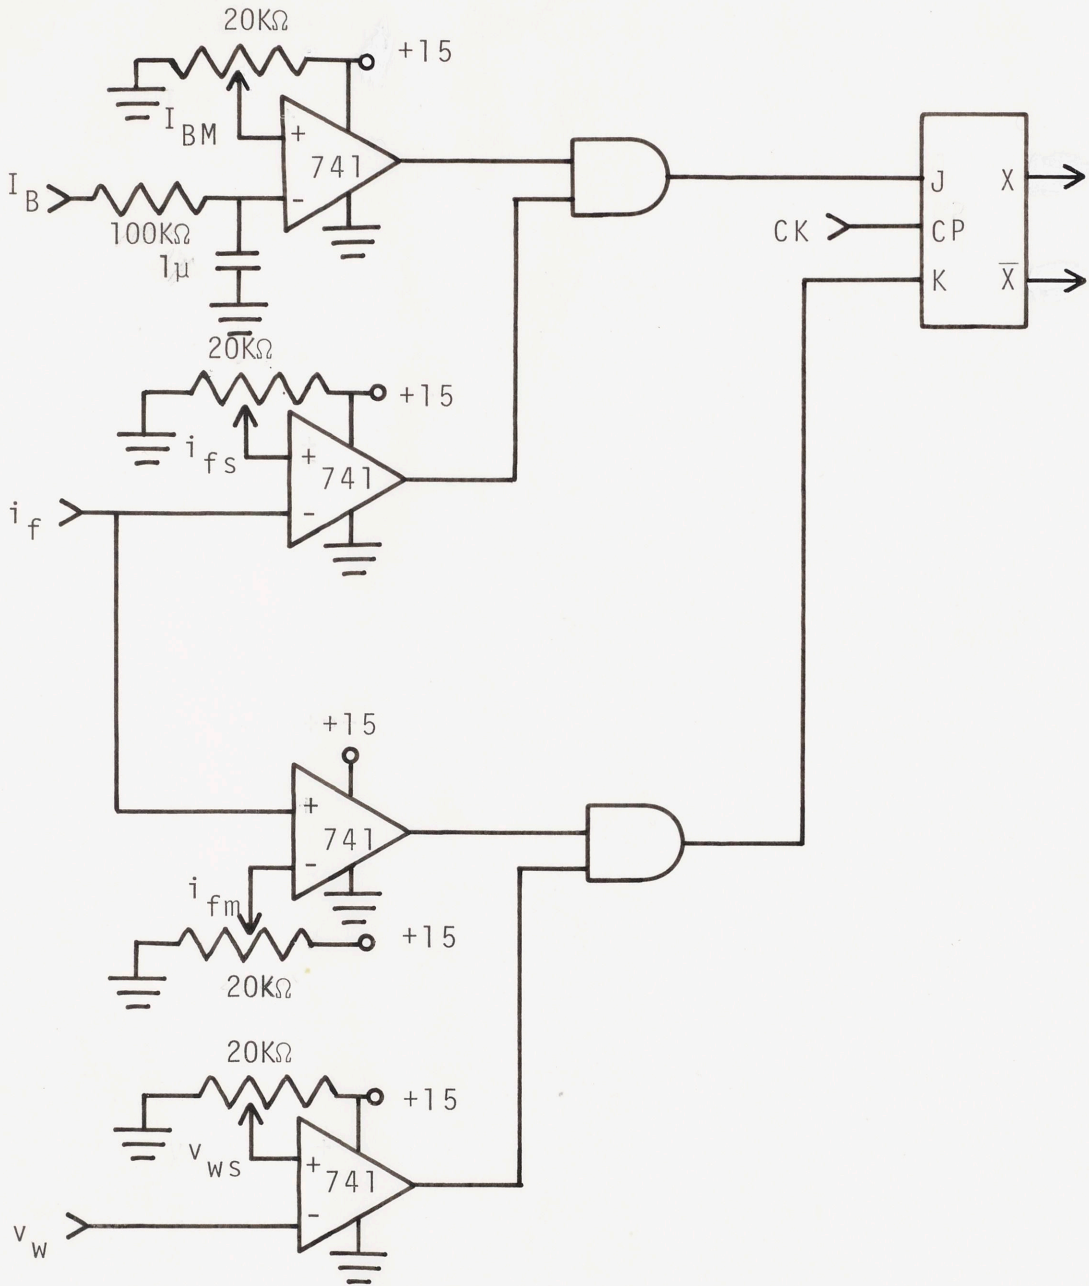 20KΩ
+15
I BM
+
741
-
I B
100KΩ
1μ
J X
CK
CP
K X̅
20KΩ
+15
i fs
+
741
-
i f
+15
+
741
-
i fm
+15
20KΩ
20KΩ
+15
v ws
+
741
-
v w